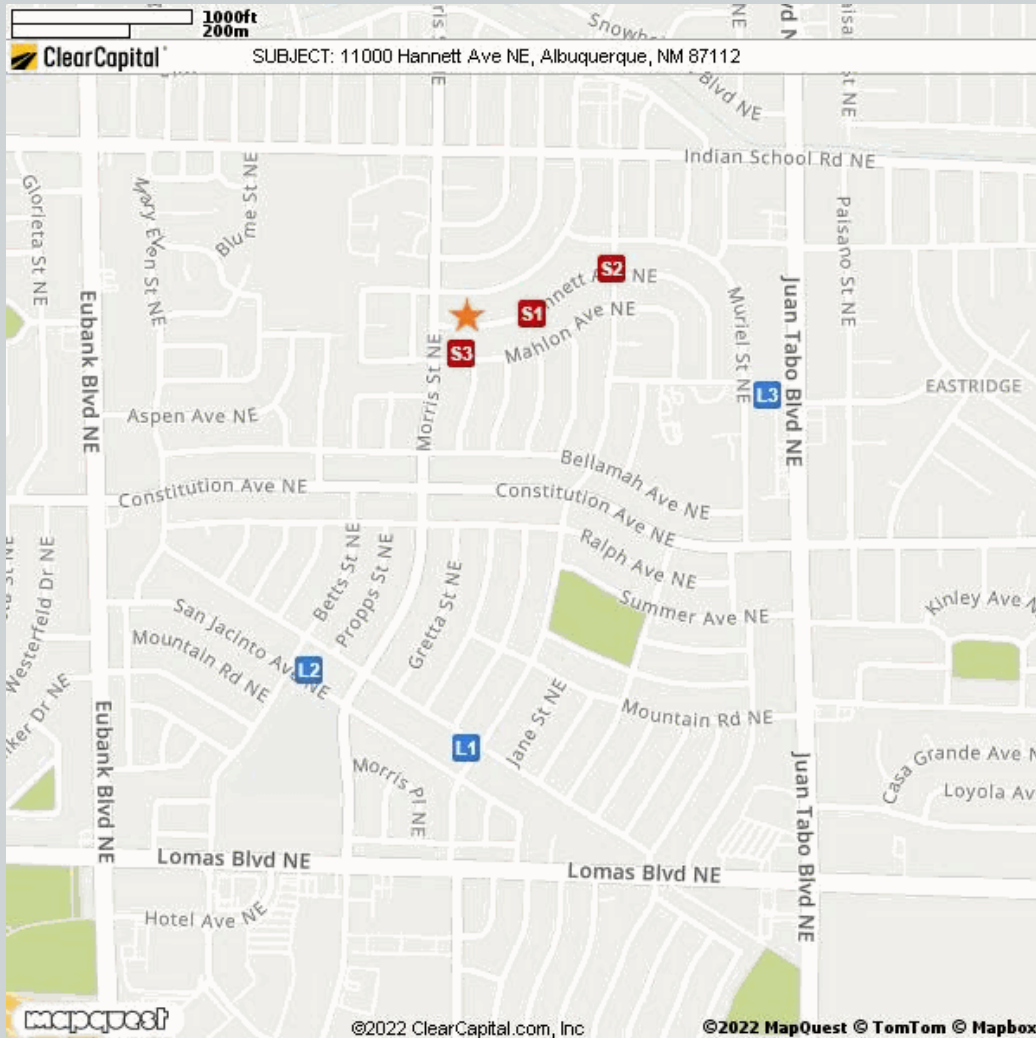 1000ft
200m
ClearCapital
SUBJECT: 11000 Hannett Ave NE, Albuquerque, NM 87112
Blvd NE
Indian School Rd NE
Glorieta St NE
Mary Even St NE
Blume St NE
Paisano St NE
S2
NE
S1
Mahlon Ave NE
S3
Eubank Blvd NE
Morris St NE
Muriel St NE
Juan Tabo Blvd NE
L3
EASTRIDGE
Aspen Ave NE
Bellamah Ave NE
Constitution Ave NE
Constitution Ave NE
Westerfeld Dr NE
Betts St NE
Propps St NE
Gretta St NE
Ralph Ave NE
Summer Ave NE
Kinley Ave
San Jacinto Ave NE
Mountain Rd NE
L2
Jane St NE
Mountain Rd NE
L1
Eubank Blvd NE
Morris Pl NE
Juan Tabo Blvd NE
Casa Grande Ave
Loyola Av
Lomas Blvd NE
Lomas Blvd NE
Hotel Ave NE
mapquest
©2022 ClearCapital.com, Inc
©2022 MapQuest © TomTom © Mapbox